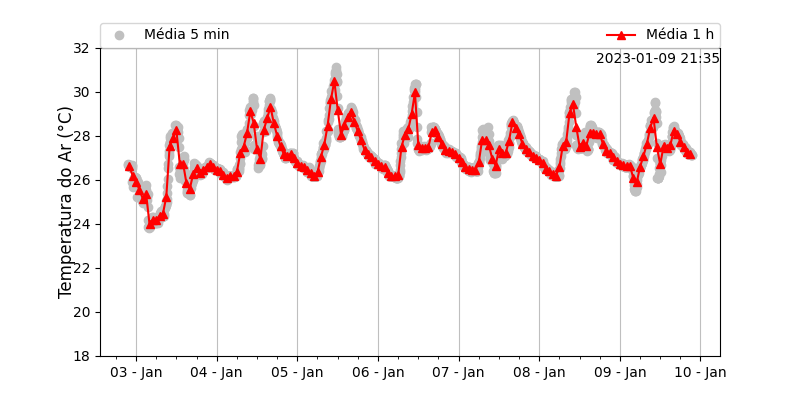 Média 5 min
Média 1 h
2023-01-09 21:35
Temperatura do Ar (°C)
32
30
28
26
24
22
20
18
03 - Jan
04 - Jan
05 - Jan
06 - Jan
07 - Jan
08 - Jan
09 - Jan
10 - Jan